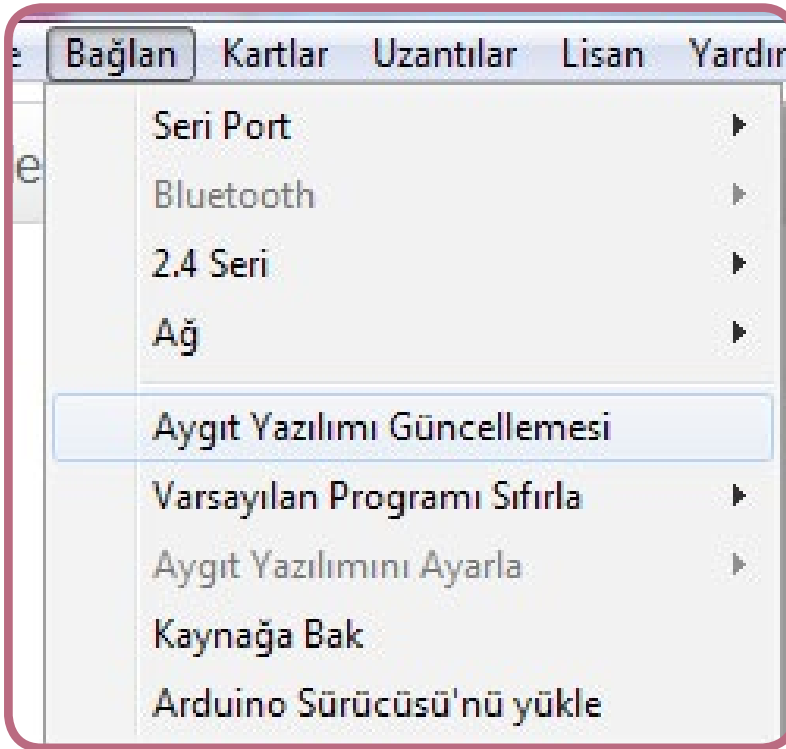 e Bağlan Kartlar Uzantılar Lisan Yardır
e
Seri Port
Bluetooth
2.4 Seri
Ağ
Aygıt Yazılımı Güncellemesi
Varsayılan Programı Sıfırla
Aygıt Yazılımını Ayarla
Kaynağa Bak
Arduino Sürücüsü'nü yükle